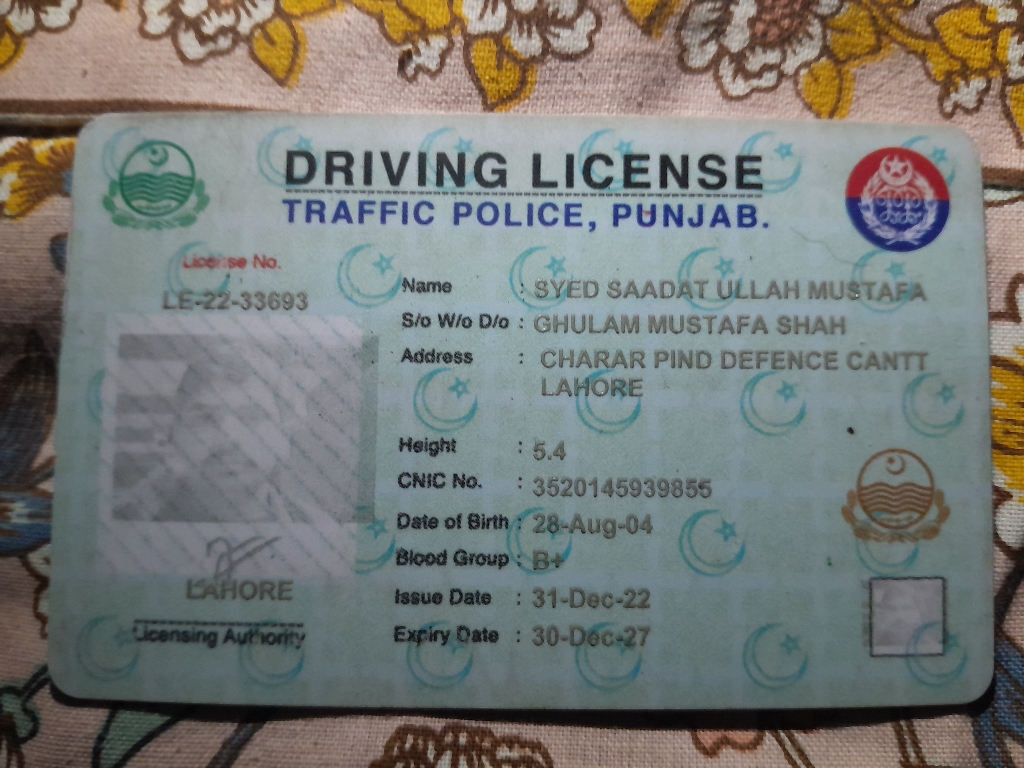 DRIVING LICENSE
TRAFFIC POLICE, PUNJAB.
License No.
LE-22-33693
Name : SYED SAADAT ULLAH MUSTAFA
S/o W/o D/o : GHULAM MUSTAFA SHAH
Address : CHARAR PIND DEFENCE CANTT
LAHORE
Height : 5.4
CNIC No. : 3520145939855
Date of Birth : 28-Aug-04
Blood Group : B+
Issue Date : 31-Dec-22
Expiry Date : 30-Dec-27
LAHORE
Licensing Authority